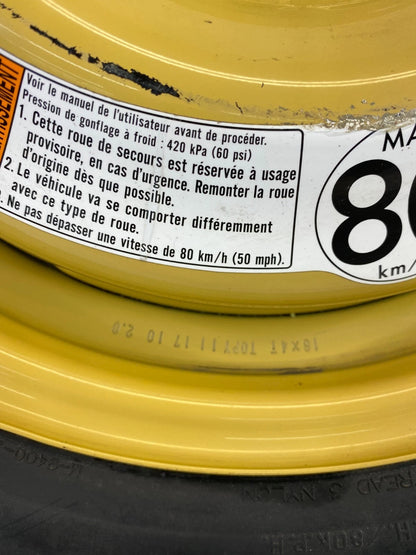 Voir le manuel de l'utilisateur avant de procéder.
Pression de gonflage à froid : 420 kPa (60 psi)
1. Cette roue de secours est réservée à usage
provisoire, en cas d'urgence. Remonter la roue
d'origine dès que possible.
2. Le véhicule va se comporter différemment
avec ce type de roue.
. Ne pas dépasser une vitesse de 80 km/h (50 mph).
MA
80
km/
16x4T T027 11 17 10 2.0
READ 3 NYLON